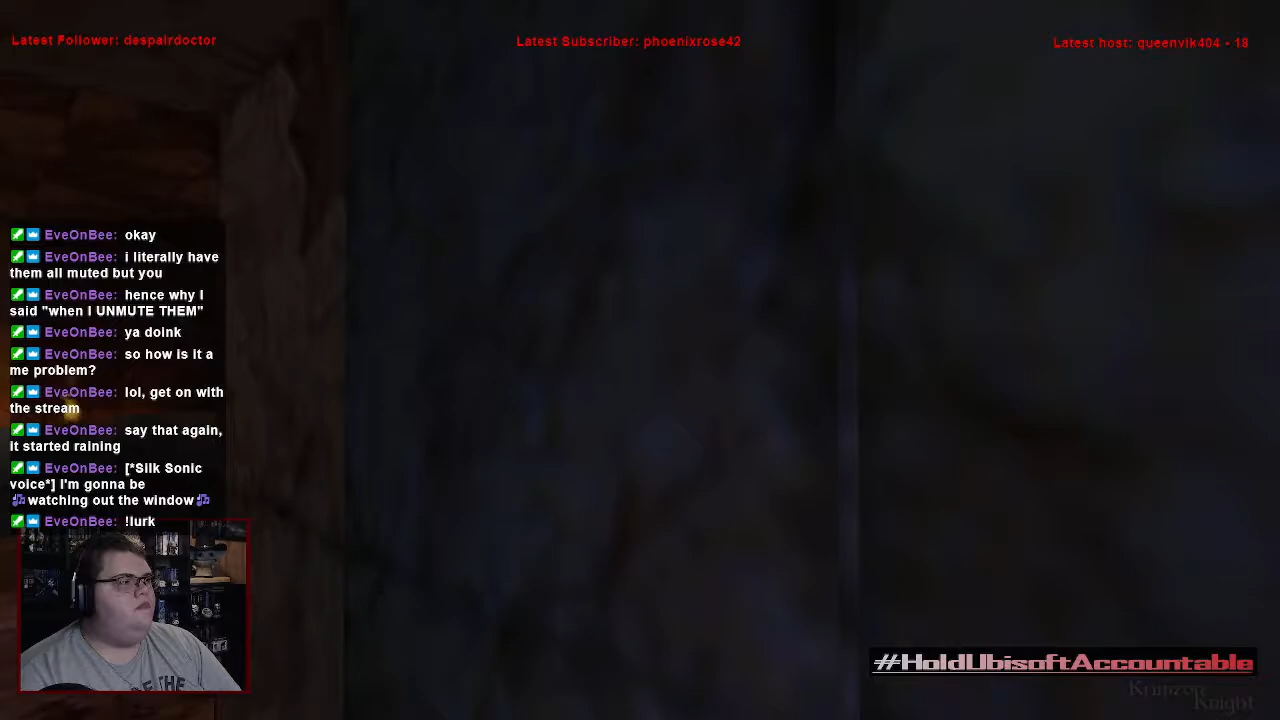 Latest Follower: despairdoctor
Latest Subscriber: phoenixrose42
Latest host: queenvik404 - 18
EveOnBee: okay
EveOnBee: i literally have
them all muted but you
EveOnBee: hence why I
said "when I UNMUTE THEM"
EveOnBee: ya doink
EveOnBee: so how is it a
me problem?
EveOnBee: lol, get on with
the stream
EveOnBee: say that again,
it started raining
EveOnBee: [*Silk Sonic
voice*] I'm gonna be
🎶watching out the window🎶
EveOnBee: !lurk
#HoldUbisoftAccountable
Knight